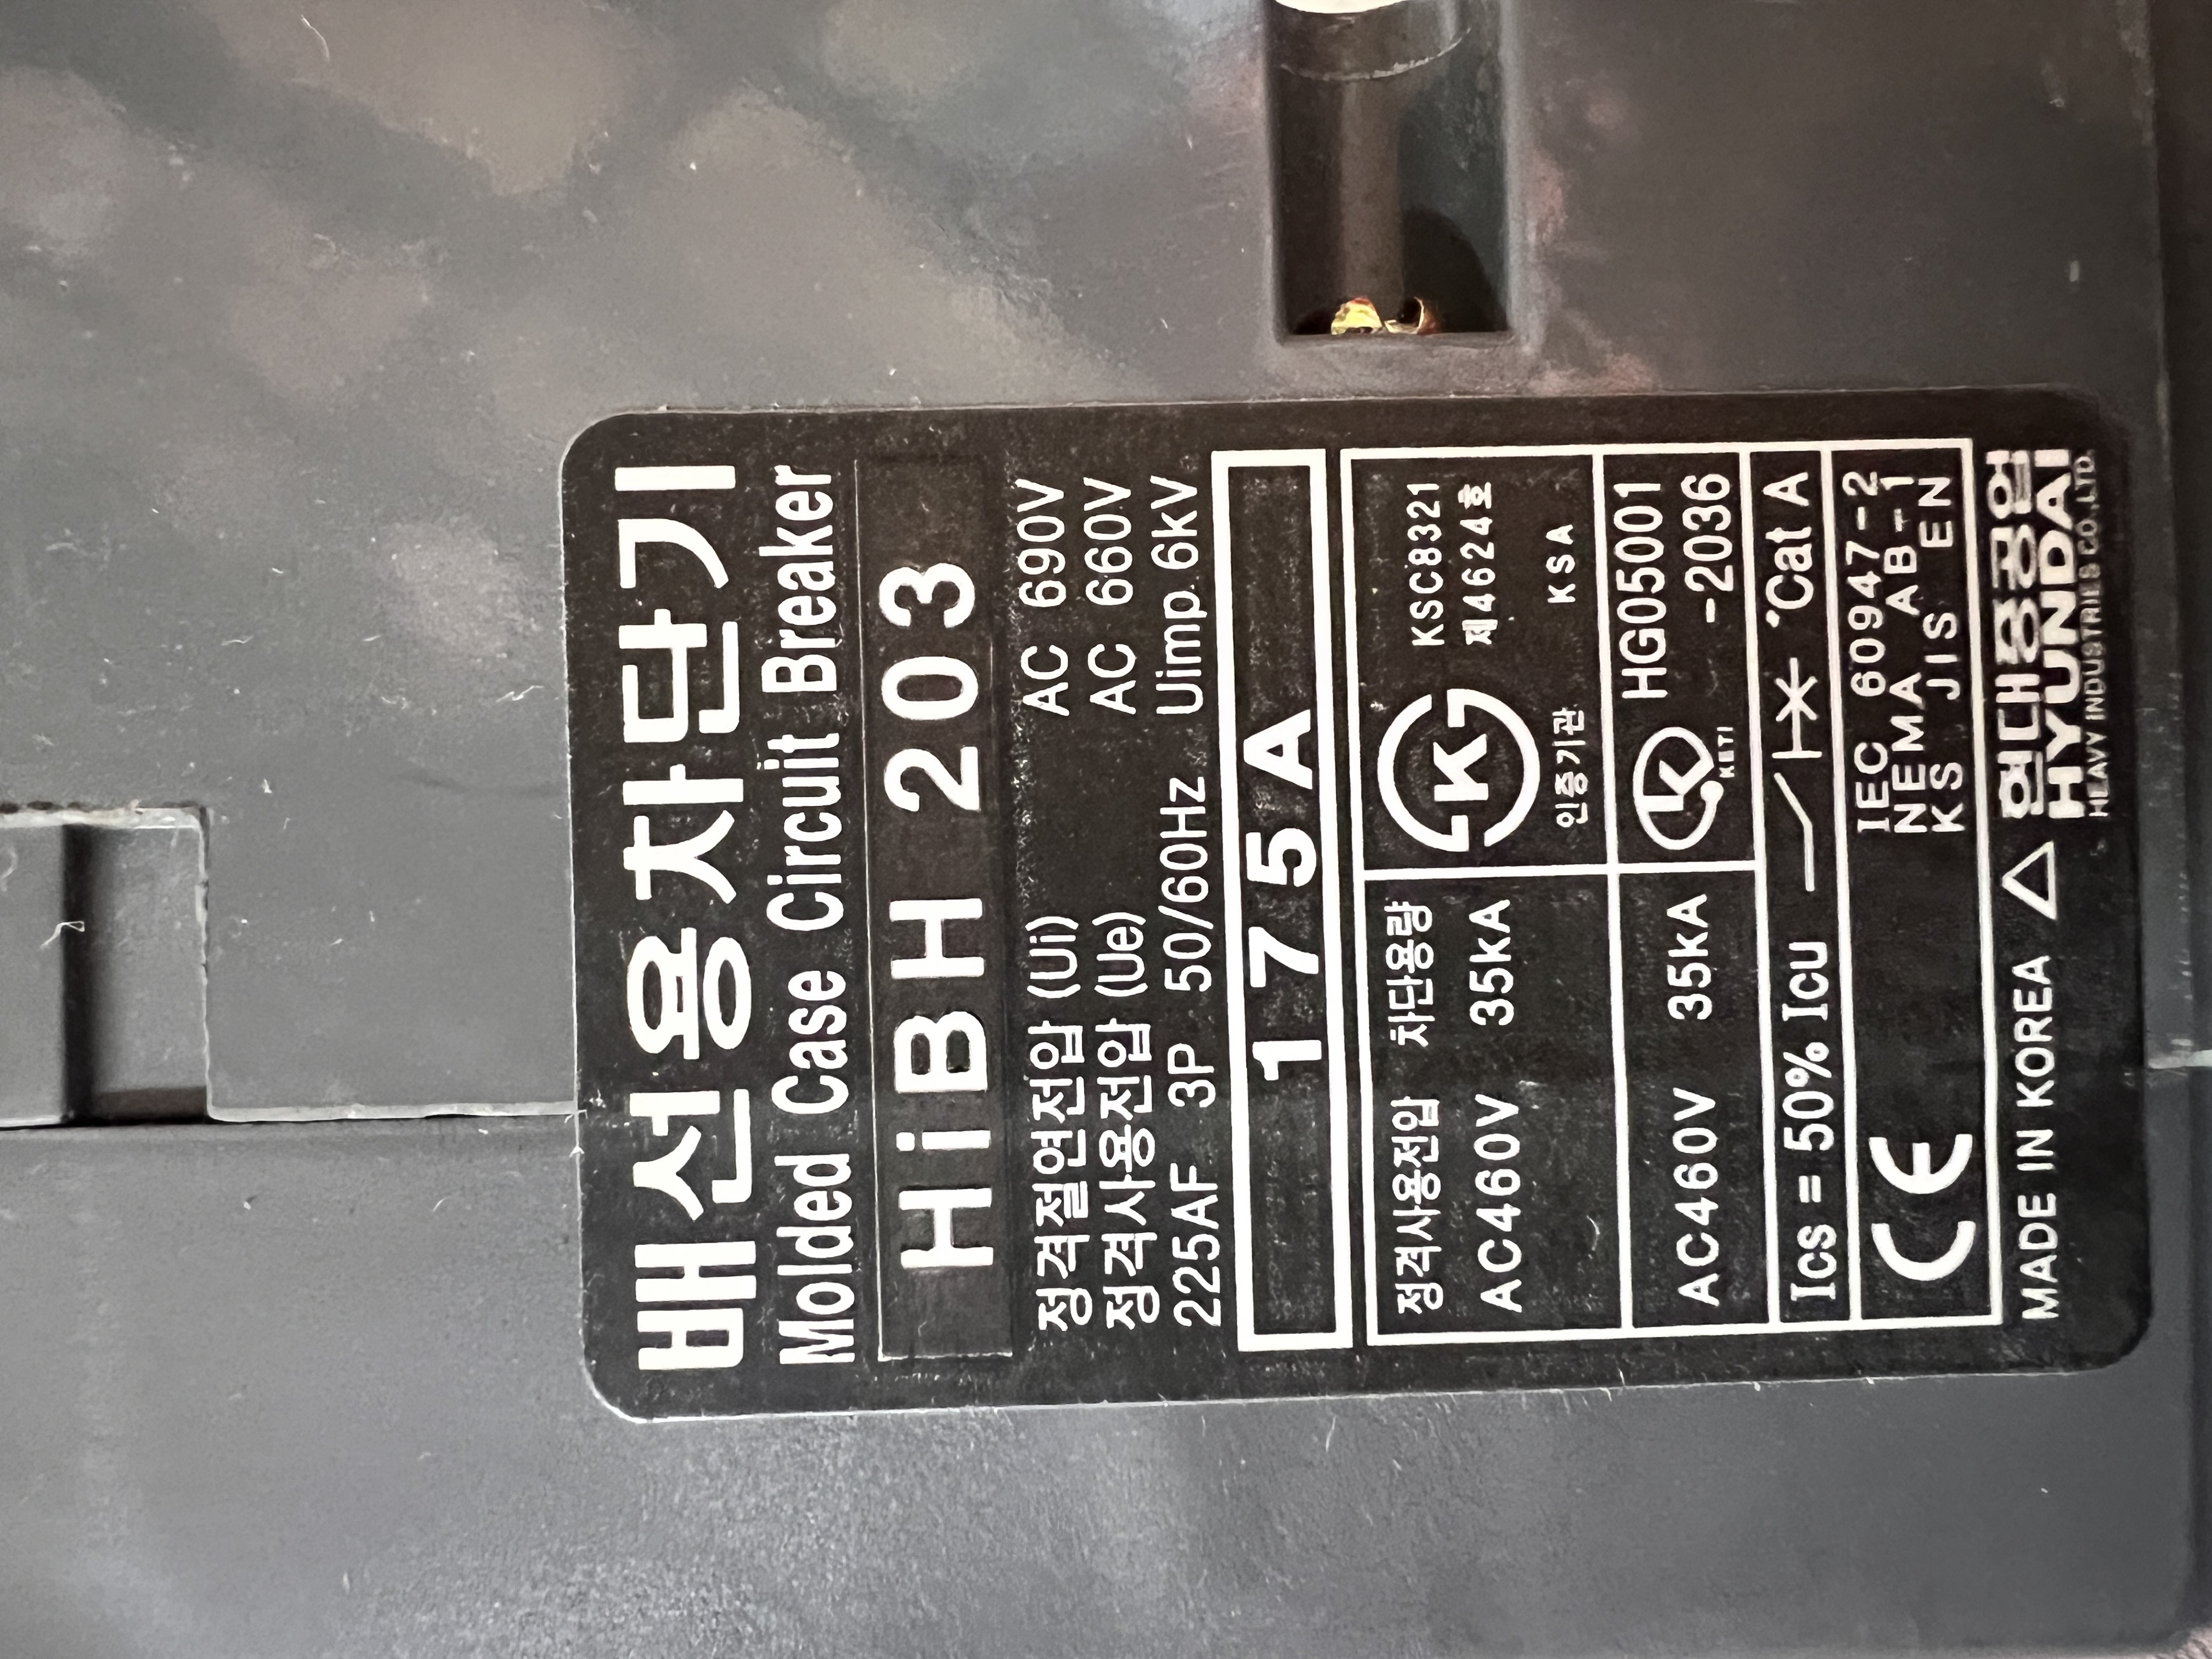 배선용차단기
Molded Case Circuit Breaker
HiBH 203
정격절연전압 (Ui) AC 690V
정격사용전압 (Ue) AC 660V
225AF 3P 50/60Hz Uimp. 6kV
175A
정격사용전압 차단용량
AC460V 35kA
KSC8321
제4624호
인증기관 KSA
AC460V 35kA
KETI
HG05001
-2036
Ics = 50% Icu Cat A
CE
IEC 60947-2
NEMA AB-1
KS JIS EN
MADE IN KOREA
현대중공업
HYUNDAI
HEAVY INDUSTRIES CO.,LTD.